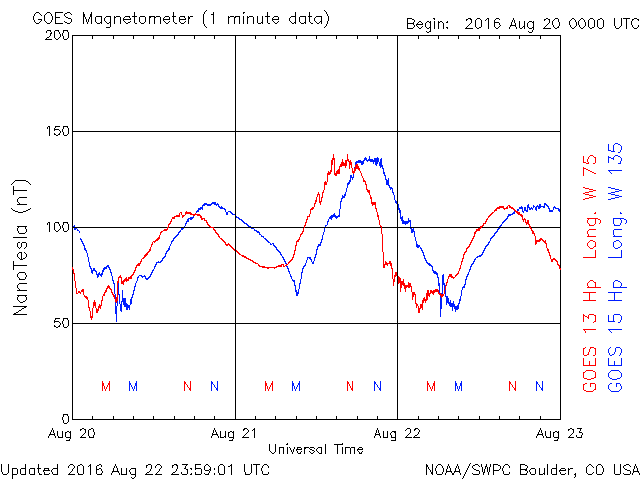 GOES Magnetometer (1 minute data)
Begin: 2016 Aug 20 0000 UTC
200
150
100
50
0
NanoTesla (nT)
M M N N M M N N M M N N
Aug 20 Aug 21 Aug 22 Aug 23
Universal Time
GOES 13 Hp Long. W 75
GOES 15 Hp Long. W 135
Updated 2016 Aug 22 23:59:01 UTC
NOAA/SWPC Boulder, CO USA